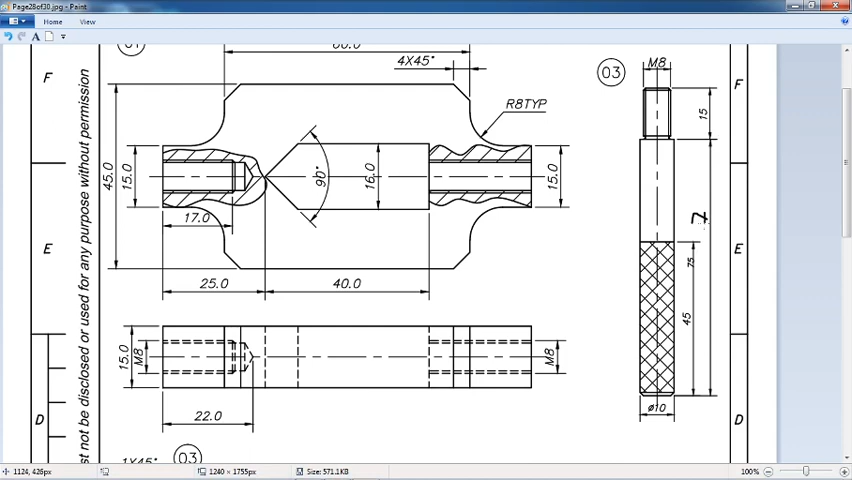 Page28of30.jpg - Paint
Home
View
A
01
03
4X45°
M8
F
R8TYP
15
F
45.0
15.0
90°
16.0
15.0
17.0
7
E
75
E
25.0
40.0
45
15.0
M8
M8
22.0
ø10
D
D
03
st not be disclosed or used for any purpose without permission
1124, 426px
1240 × 1755px
Size: 571.1KB
100%